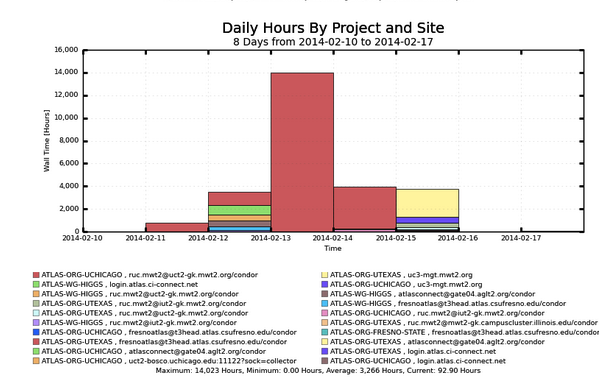 Daily Hours By Project and Site
8 Days from 2014-02-10 to 2014-02-17
16,000
14,000
12,000
10,000
8,000
6,000
4,000
2,000
0
Wall Time [Hours]
2014-02-10 2014-02-11 2014-02-12 2014-02-13 2014-02-14 2014-02-15 2014-02-16 2014-02-17
Time
ATLAS-ORG-UCHICAGO , ruc.mwt2@uct2-gk.mwt2.org/condor
ATLAS-WG-HIGGS , login.atlas.ci-connect.net
ATLAS-WG-HIGGS , ruc.mwt2@uct2-gk.mwt2.org/condor
ATLAS-ORG-UTEXAS , ruc.mwt2@iut2-gk.mwt2.org/condor
ATLAS-ORG-UTEXAS , ruc.mwt2@uct2-gk.mwt2.org/condor
ATLAS-WG-HIGGS , ruc.mwt2@iut2-gk.mwt2.org/condor
ATLAS-ORG-UCHICAGO , fresnoatlas@t3head.atlas.csufresno.edu/condor
ATLAS-ORG-UTEXAS , fresnoatlas@t3head.atlas.csufresno.edu/condor
ATLAS-ORG-UCHICAGO , atlasconnect@gate04.aglt2.org/condor
ATLAS-ORG-UCHICAGO , uct2-bosco.uchicago.edu:11122?sock=collector
ATLAS-ORG-UTEXAS , uc3-mgt.mwt2.org
ATLAS-ORG-UCHICAGO , uc3-mgt.mwt2.org
ATLAS-WG-HIGGS , atlasconnect@gate04.aglt2.org/condor
ATLAS-WG-HIGGS , fresnoatlas@t3head.atlas.csufresno.edu/condor
ATLAS-ORG-UCHICAGO , ruc.mwt2@iut2-gk.mwt2.org/condor
ATLAS-ORG-UTEXAS , ruc.mwt2@mwt2-gk.campuscluster.illinois.edu/condor
ATLAS-ORG-FRESNO-STATE , fresnoatlas@t3head.atlas.csufresno.edu/condor
ATLAS-ORG-UTEXAS , atlasconnect@gate04.aglt2.org/condor
ATLAS-ORG-UTEXAS , login.atlas.ci-connect.net
ATLAS-ORG-UCHICAGO , login.atlas.ci-connect.net
Maximum: 14,023 Hours, Minimum: 0.00 Hours, Average: 3,266 Hours, Current: 92.90 Hours